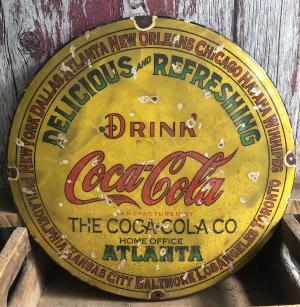 ATLANTA NEW ORLEANS CHICAGO HAVANA WINNIPEG
DELICIOUS AND REFRESHING
DRINK
Coca-Cola
MANUFACTURED BY
THE COCA-COLA CO
HOME OFFICE
ATLANTA
NEW YORK DALLAS
PHILADELPHIA KANSAS CITY BALTIMORE LOS ANGELES TORONTO